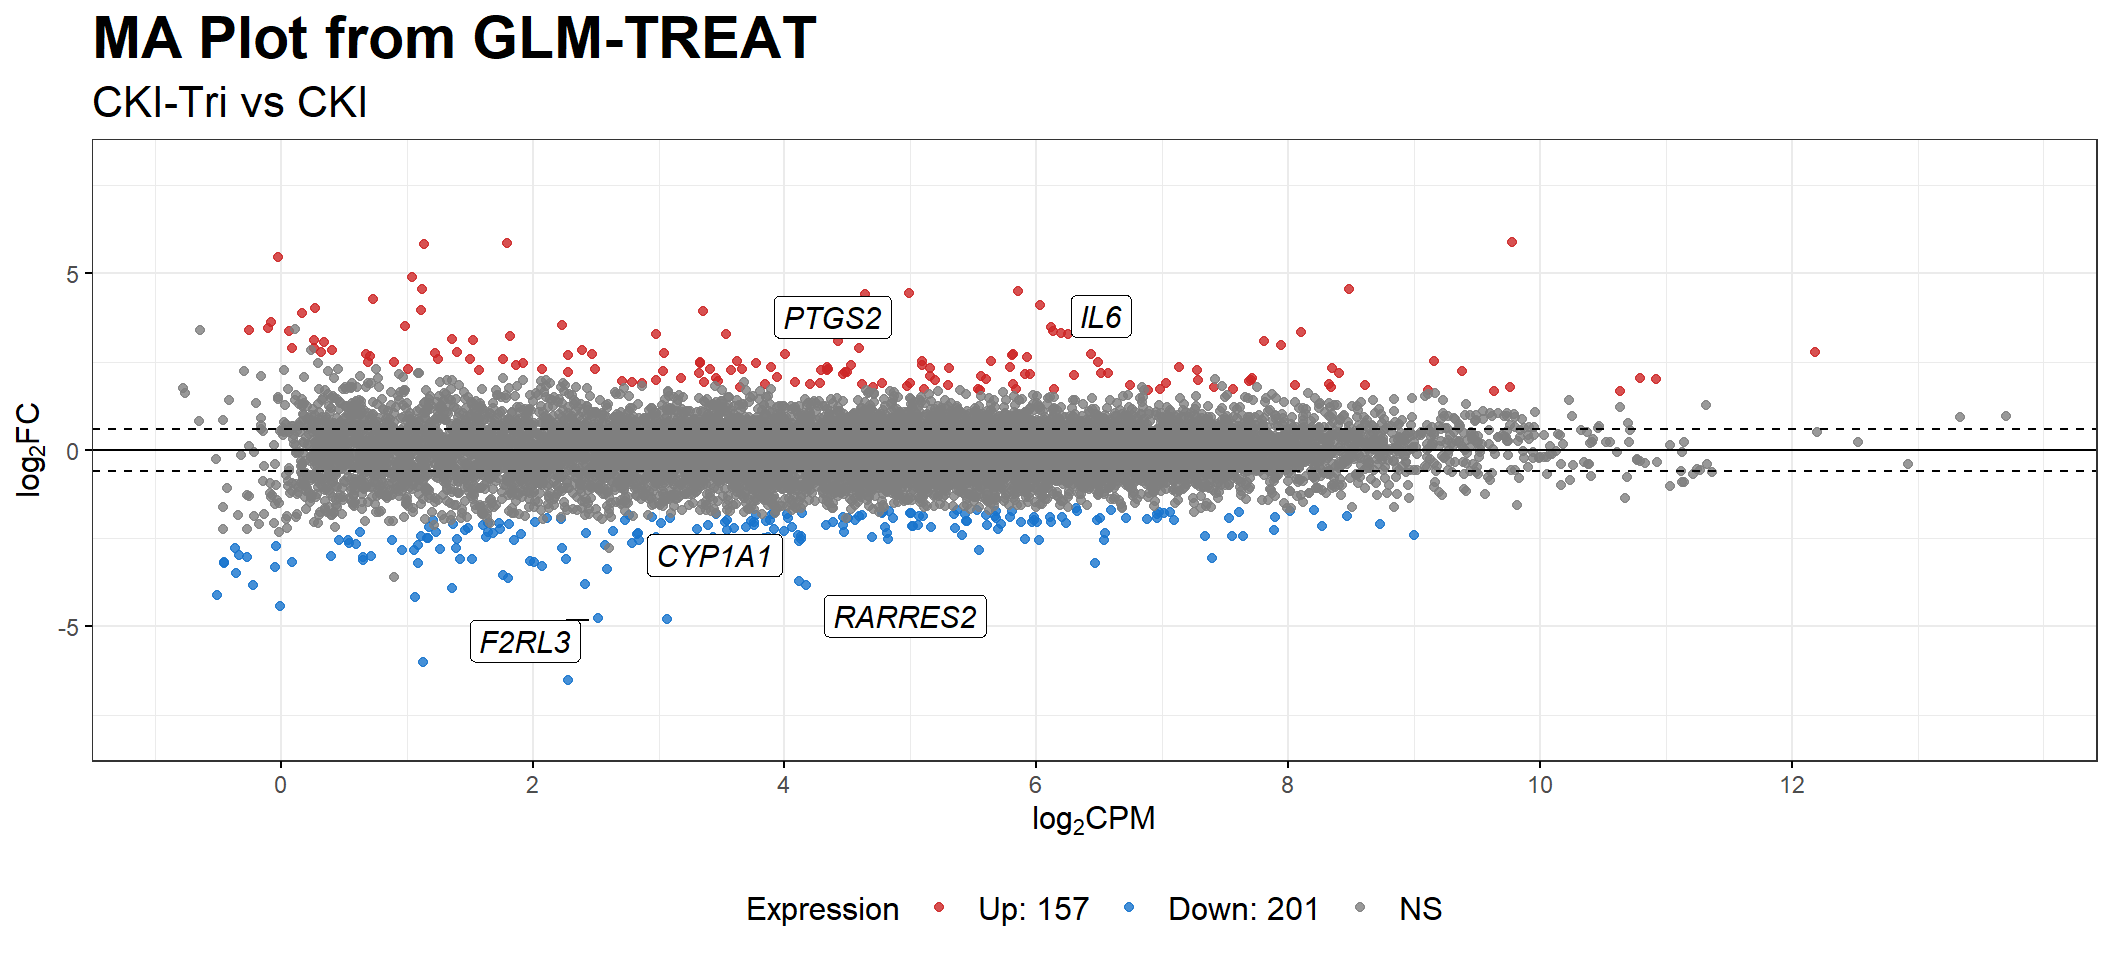 MA Plot from GLM-TREAT
CKI-Tri vs CKI
log2FC
5
0
-5
PTGS2
IL6
CYP1A1
RARRES2
F2RL3
0 2 4 6 8 10 12
log2CPM
Expression Up: 157 Down: 201 NS